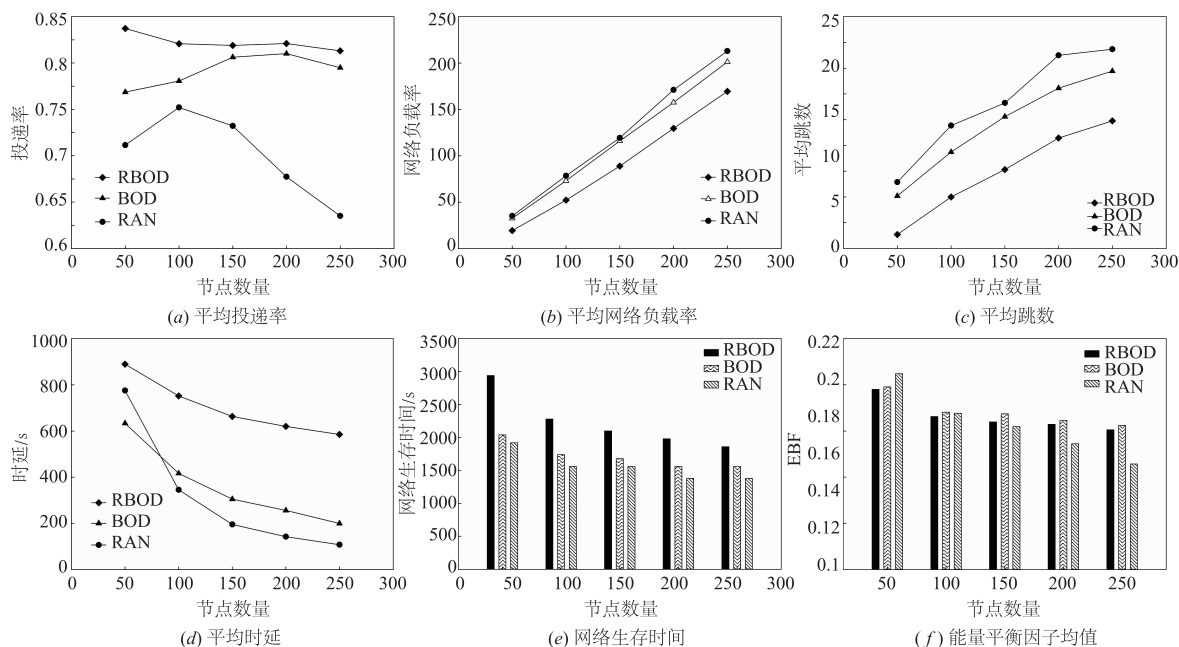 0.85
0.8
0.75
0.7
0.65
0.6
投递率
RBOD
BOD
RAN
0 50 100 150 200 250 300
节点数量
(a) 平均投递率
250
200
150
100
50
0
网络负载率
RBOD
BOD
RAN
0 50 100 150 200 250 300
节点数量
(b) 平均网络负载率
25
20
15
10
5
0
平均跳数
RBOD
BOD
RAN
0 50 100 150 200 250 300
节点数量
(c) 平均跳数
1000
800
600
400
200
0
时延/s
RBOD
BOD
RAN
0 50 100 150 200 250 300
节点数量
(d) 平均时延
3500
3000
2500
2000
1500
1000
500
0
网络生存时间/s
RBOD
BOD
RAN
0 50 100 150 200 250 300
节点数量
(e) 网络生存时间
0.22
0.2
0.18
0.16
0.14
0.12
0.1
EBF
RBOD
BOD
RAN
50 100 150 200 250
节点数量
(f) 能量平衡因子均值